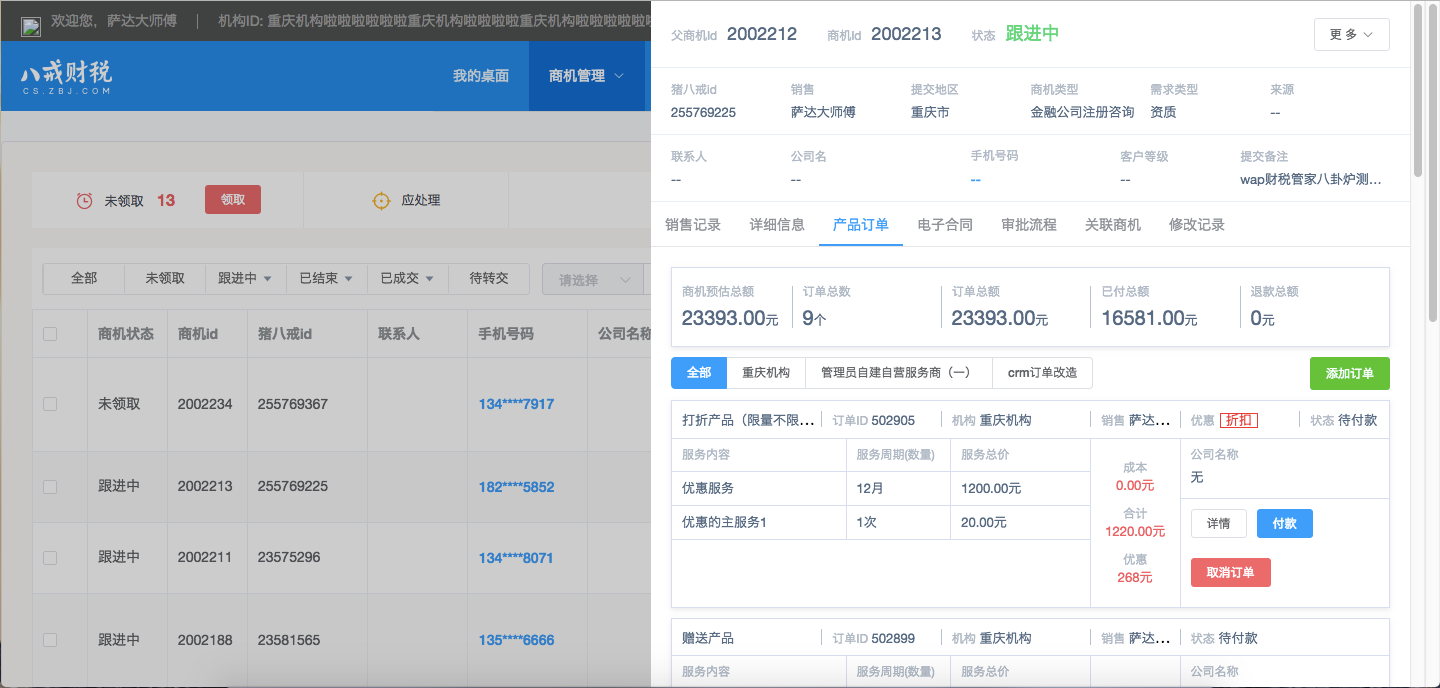 欢迎您，萨达大师傅 | 机构ID: 重庆机构啦啦啦啦啦啦重庆机构啦啦啦啦重庆机构啦啦啦啦啦
八戒财税
CS.ZBJ.COM
我的桌面
商机管理
未领取 13
领取
应处理
全部
未领取
跟进中
已结束
已成交
待转交
请选择
商机状态 商机id 猪八戒id 联系人 手机号码 公司名称
未领取 2002234 255769367 134****7917
跟进中 2002213 255769225 182****5852
跟进中 2002211 23575296 134****8071
跟进中 2002188 23581565 135****6666
父商机Id 2002212 商机Id 2002213 状态 跟进中
更多
猪八戒id 销售 提交地区 商机类型 需求类型 来源
255769225 萨达大师傅 重庆市 金融公司注册咨询 资质 --
联系人 公司名 手机号码 客户等级 提交备注
-- -- -- -- wap财税管家八卦炉测...
销售记录 详细信息 产品订单 电子合同 审批流程 关联商机 修改记录
商机预估总额 订单总数 订单总额 已付总额 退款总额
23393.00元 9个 23393.00元 16581.00元 0元
全部 重庆机构 管理员自建自营服务商（一） crm订单改造
添加订单
打折产品（限量不限... 订单ID 502905 机构 重庆机构 销售 萨达... 优惠 折扣 状态 待付款
服务内容 服务周期(数量) 服务总价
优惠服务 12月 1200.00元
优惠的主服务1 1次 20.00元
成本
0.00元
合计
1220.00元
优惠
268元
公司名称
无
详情
付款
取消订单
赠送产品 订单ID 502899 机构 重庆机构 销售 萨达... 状态 待付款
服务内容 服务周期(数量) 服务总价 公司名称